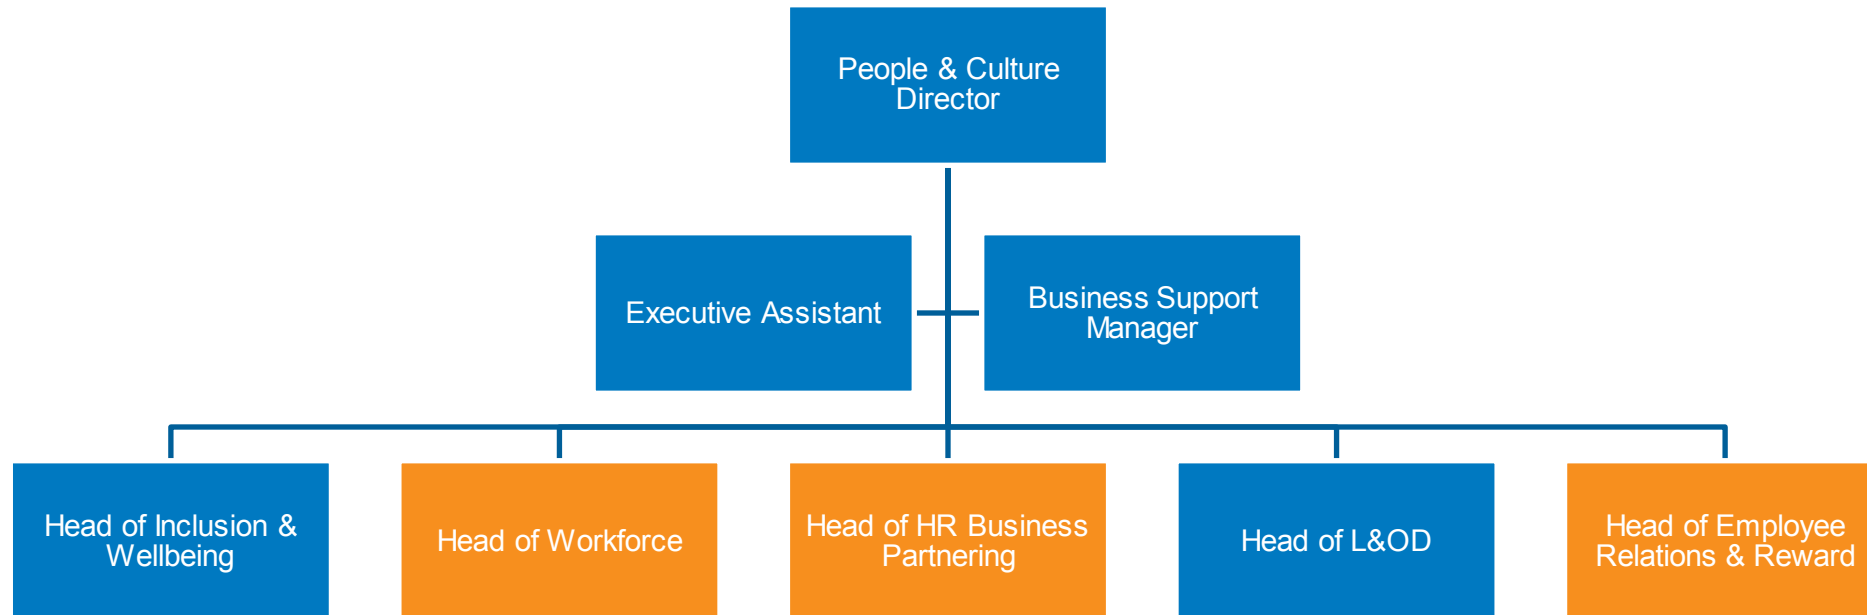 People & Culture
Director
Executive Assistant
Business Support
Manager
Head of Inclusion &
Wellbeing
Head of Workforce
Head of HR Business
Partnering
Head of L&OD
Head of Employee
Relations & Reward